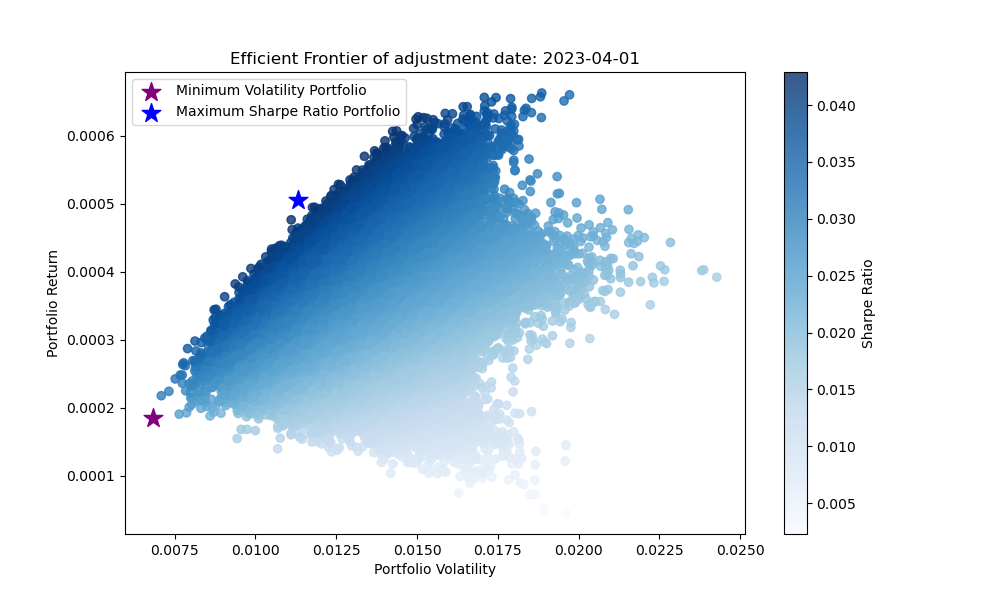 Efficient Frontier of adjustment date: 2023-04-01
Minimum Volatility Portfolio
Maximum Sharpe Ratio Portfolio
Portfolio Return
0.0006
0.0005
0.0004
0.0003
0.0002
0.0001
0.0075 0.0100 0.0125 0.0150 0.0175 0.0200 0.0225 0.0250
Portfolio Volatility
0.040
0.035
0.030
0.025
0.020
0.015
0.010
0.005
Sharpe Ratio